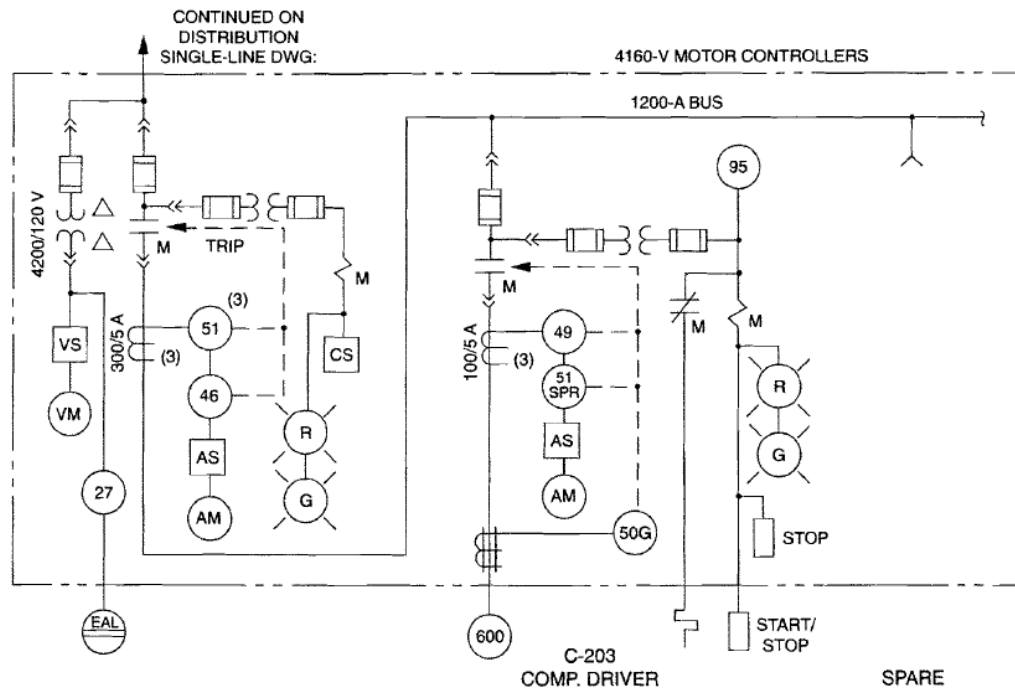 CONTINUED ON
DISTRIBUTION
SINGLE-LINE DWG:
4160-V MOTOR CONTROLLERS
1200-A BUS
95
4200/120 V
M
TRIP
M
M
M
M
300/5 A
(3)
(3)
51
VS
CS
100/5 A
(3)
49
46
51
SPR
VM
R
R
AS
AS
G
27
G
AM
AM
50G
STOP
EAL
600
START/
STOP
C-203
COMP. DRIVER
SPARE